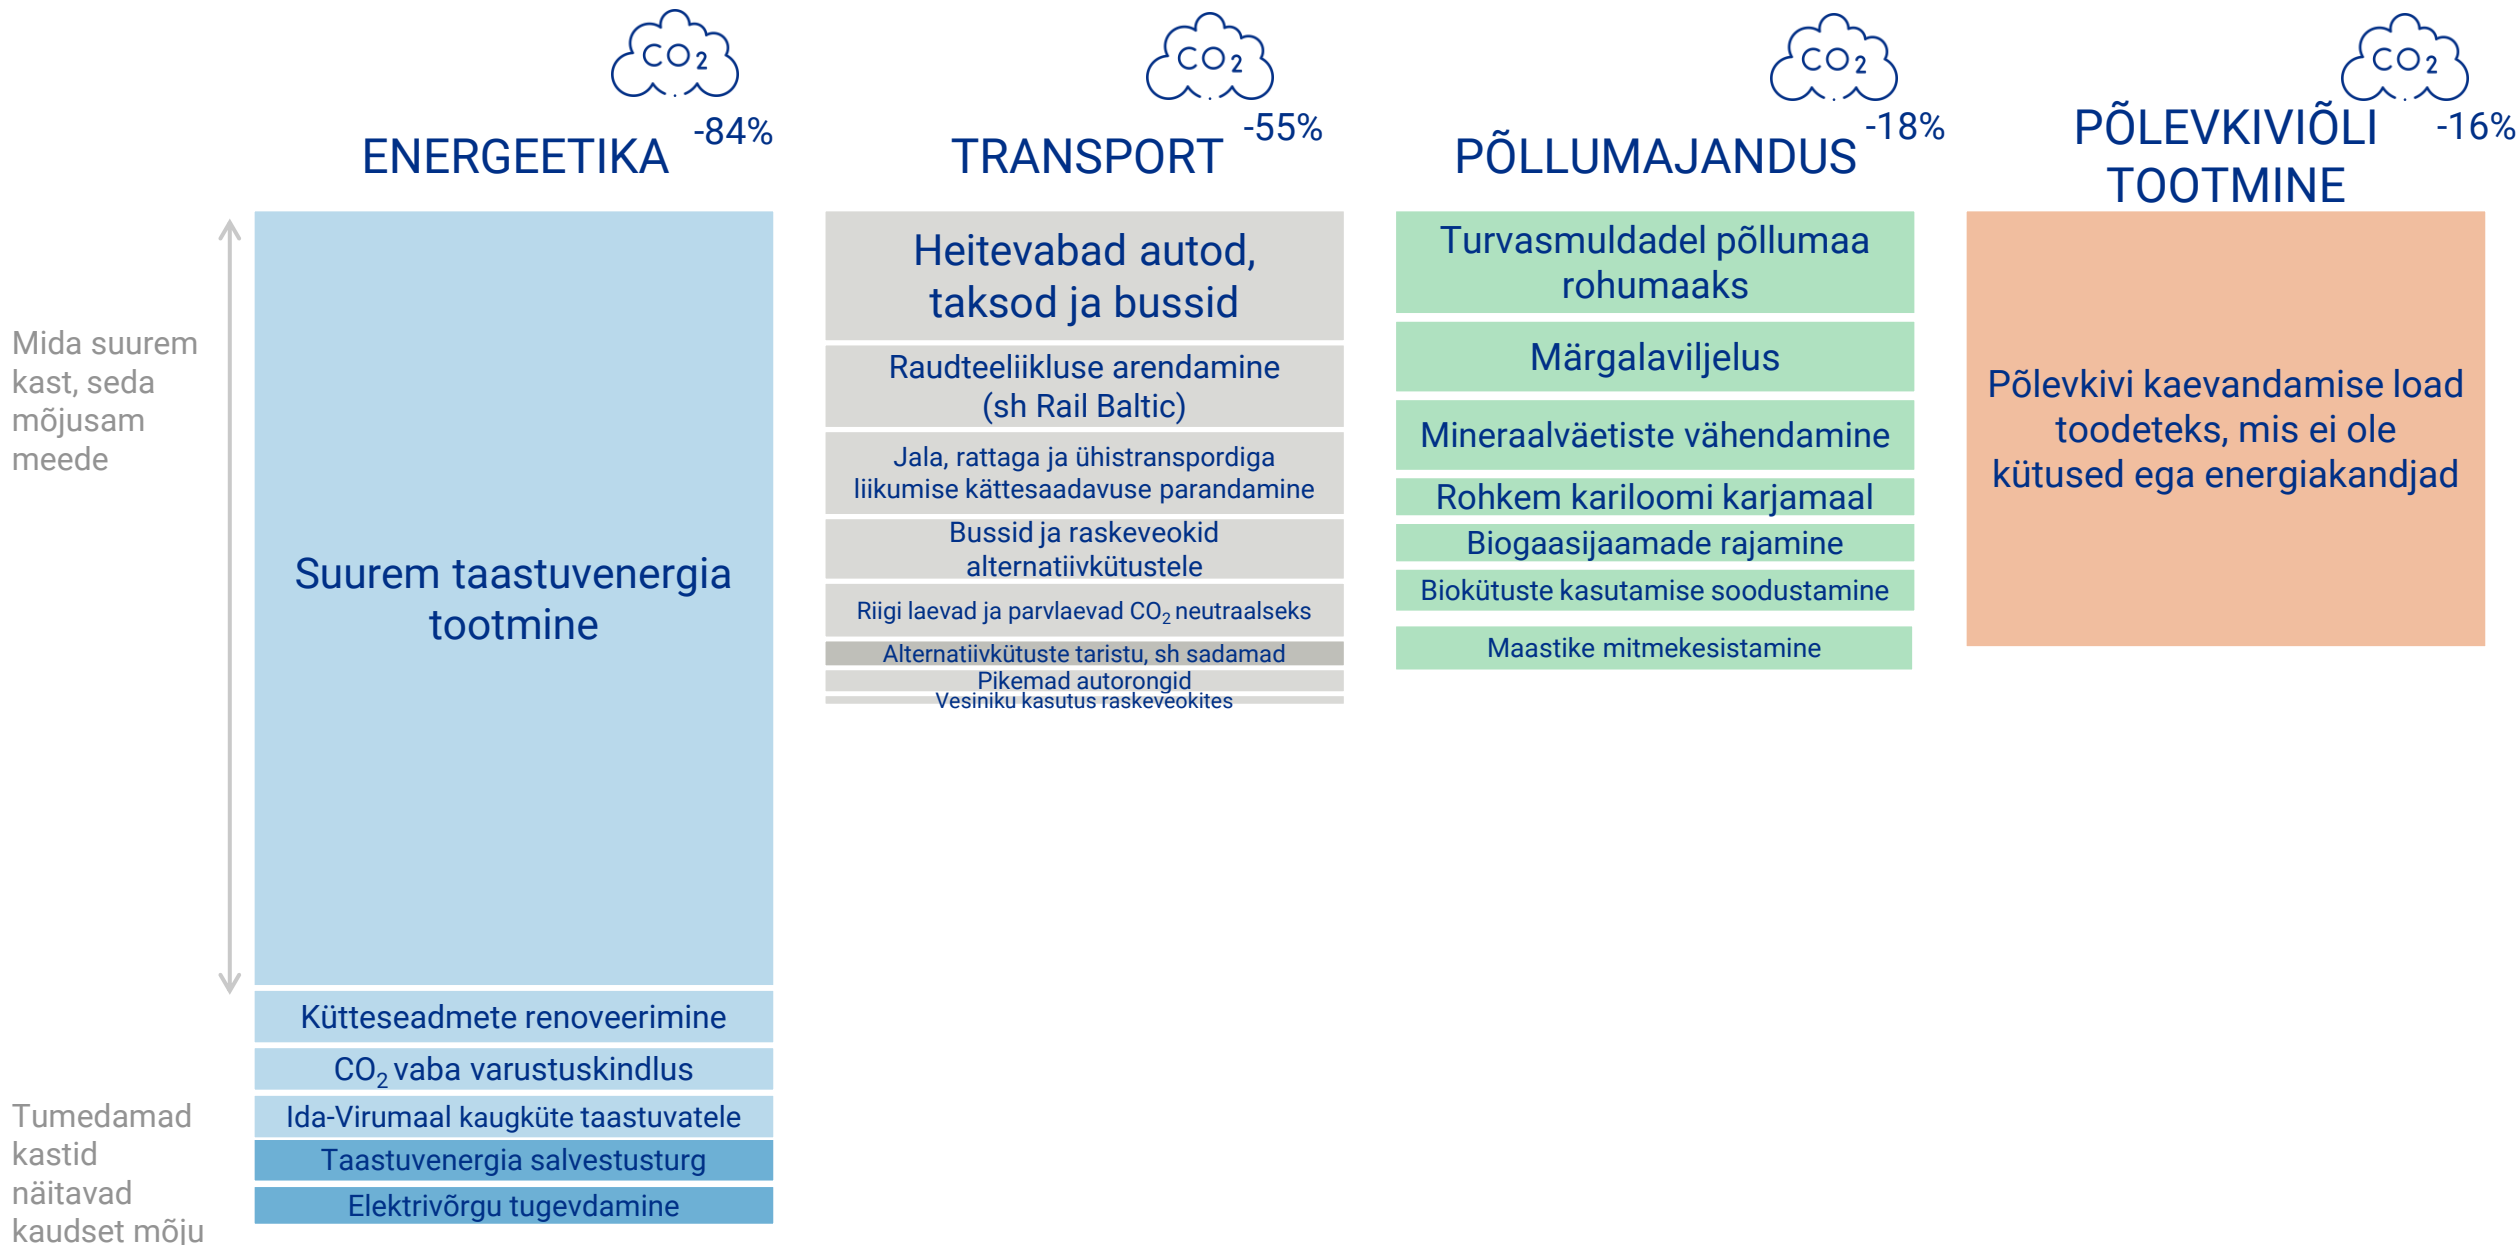 CO2
-84%
ENERGEETIKA
CO2
-55%
TRANSPORT
CO2
-18%
PÕLLUMAJANDUS
CO2
-16%
PÕLEVKIVIÕLI
TOOTMINE
Mida suurem
kast, seda
mõjusam
meede
Suurem taastuvenergia
tootmine
Kütteseadmete renoveerimine
CO2 vaba varustuskindlus
Ida-Virumaal kaugküte taastuvatele
Taastuvenergia salvestusturg
Elektrivõrgu tugevdamine
Tumedamad
kastid
näitavad
kaudset mõju
Heitevabad autod,
taksod ja bussid
Raudteeliikluse arendamine
(sh Rail Baltic)
Jala, rattaga ja ühistranspordiga
liikumise kättesaadavuse parandamine
Bussid ja raskeveokid
alternatiivkütustele
Riigi laevad ja parvlaevad CO2 neutraalseks
Alternatiivkütuste taristu, sh sadamad
Pikemad autorongid
Vesiniku kasutus raskeveokites
Turvasmuldadel põllumaa
rohumaaks
Märgalaviljelus
Mineraalväetiste vähendamine
Rohkem kariloomi karjamaal
Biogaasijaamade rajamine
Biokütuste kasutamise soodustamine
Maastike mitmekesistamine
Põlevkivi kaevandamise load
toodeteks, mis ei ole
kütused ega energiakandjad